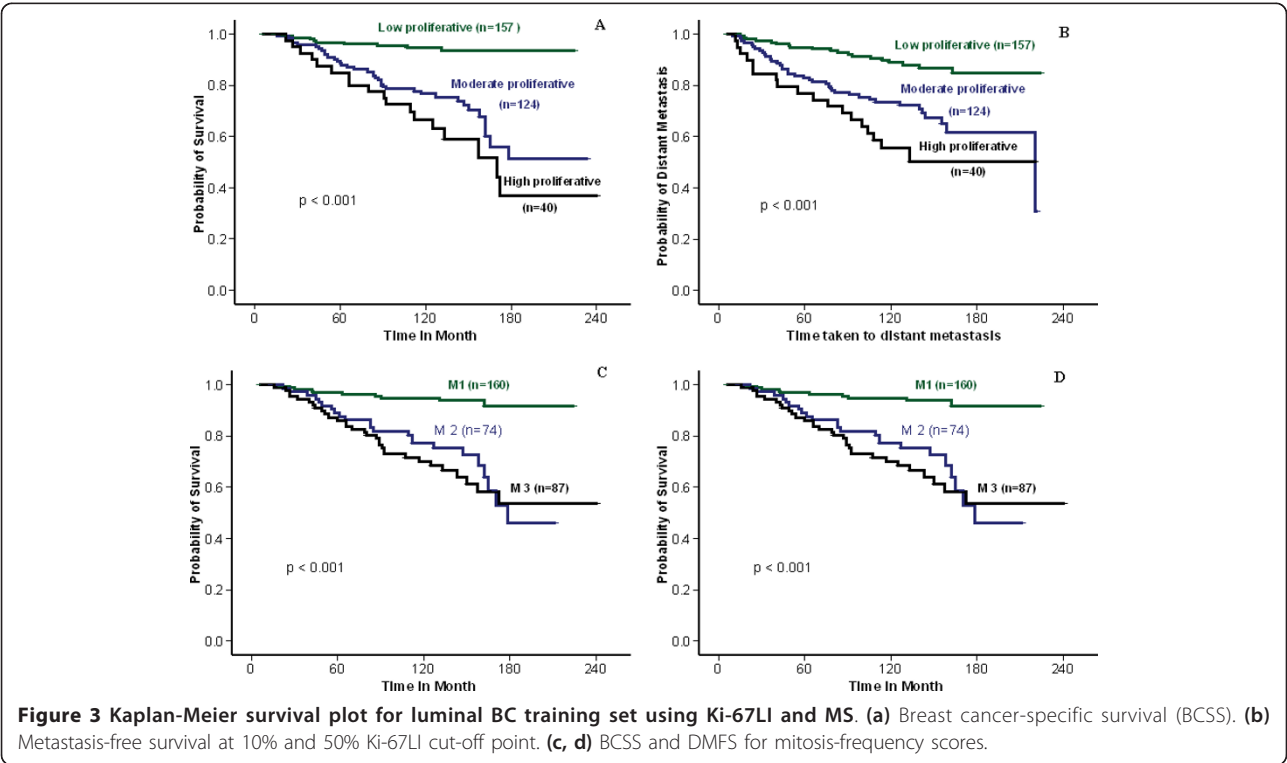 A
Low proliferative (n=157 )
Moderate proliferative
(n=124)
High proliferative
(n=40)
p < 0.001
Probability of Survival
1.0
0.8
0.6
0.4
0.2
0.0
0 60 120 180 240
Time in Month
B
Low proliferative (n=157)
Moderate proliferative
(n=124)
High proliferative
(n=40)
p < 0.001
Probability of Distant Metastasis
1.0
0.8
0.6
0.4
0.2
0.0
0 60 120 180 240
Time taken to distant metastasis
C
M1 (n=160)
M 2 (n=74)
M 3 (n=87)
p < 0.001
Probability of Survival
1.0
0.8
0.6
0.4
0.2
0.0
0 60 120 180 240
Time in Month
D
M1 (n=160)
M 2 (n=74)
M 3 (n=87)
p < 0.001
Probability of Survival
1.0
0.8
0.6
0.4
0.2
0.0
0 60 120 180 240
Time in Month
Figure 3 Kaplan-Meier survival plot for luminal BC training set using Ki-67LI and MS. (a) Breast cancer-specific survival (BCSS). (b)
Metastasis-free survival at 10% and 50% Ki-67LI cut-off point. (c, d) BCSS and DMFS for mitosis-frequency scores.